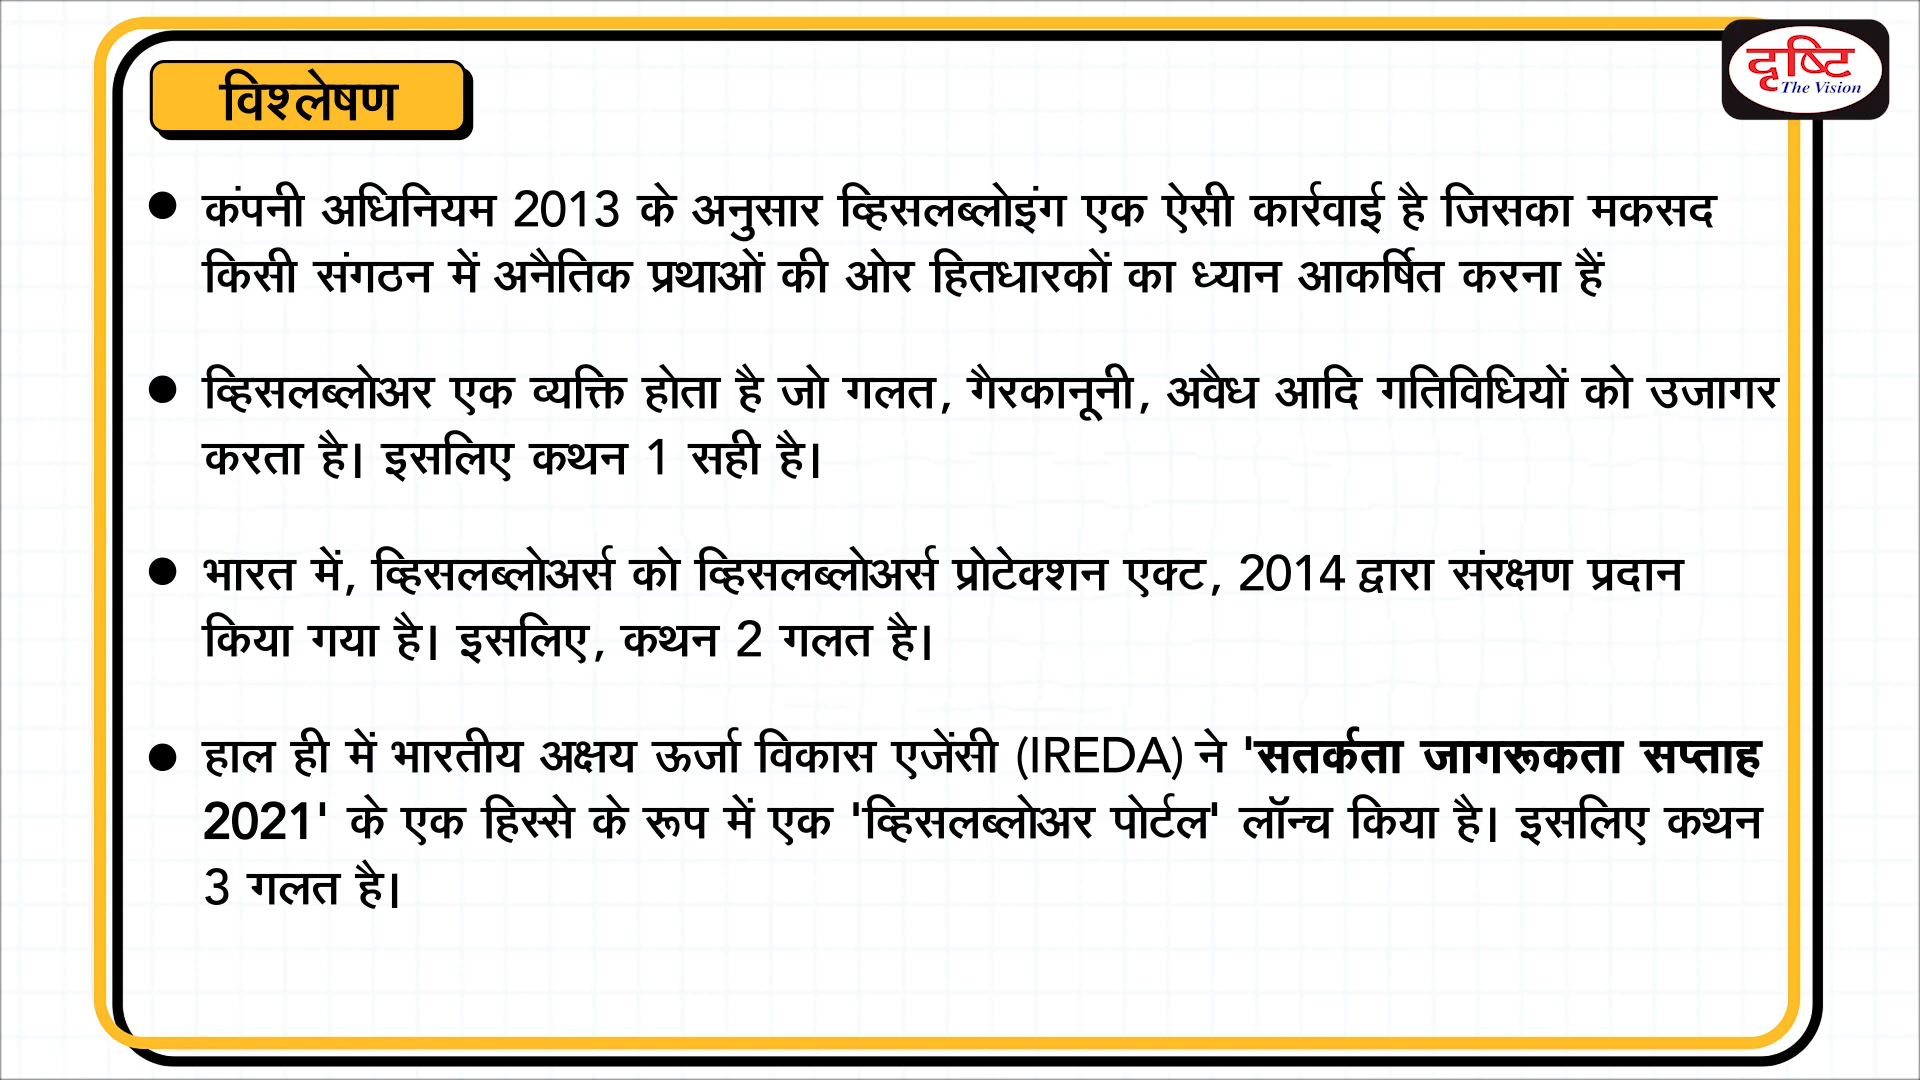 दृष्टि
The Vision
विश्लेषण
● कंपनी अधिनियम 2013 के अनुसार व्हिसलब्लोइंग एक ऐसी कार्रवाई है जिसका मकसद
किसी संगठन में अनैतिक प्रथाओं की ओर हितधारकों का ध्यान आकर्षित करना हैं
● व्हिसलब्लोअर एक व्यक्ति होता है जो गलत, गैरकानूनी, अवैध आदि गतिविधियों को उजागर
करता है। इसलिए कथन 1 सही है।
● भारत में, व्हिसलब्लोअर्स को व्हिसलब्लोअर्स प्रोटेक्शन एक्ट, 2014 द्वारा संरक्षण प्रदान
किया गया है। इसलिए, कथन 2 गलत है।
● हाल ही में भारतीय अक्षय ऊर्जा विकास एजेंसी (IREDA) ने 'सतर्कता जागरूकता सप्ताह
2021' के एक हिस्से के रूप में एक 'व्हिसलब्लोअर पोर्टल' लॉन्च किया है। इसलिए कथन
3 गलत है।